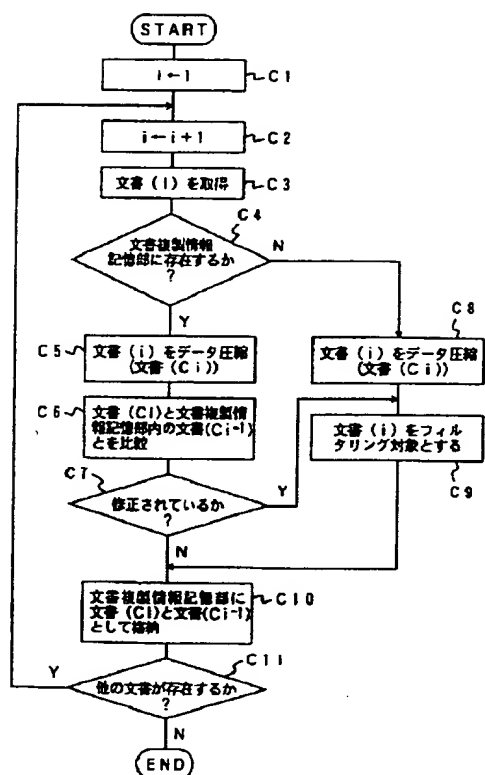 START
i←1
C1
i←i+1
C2
文書(i)を取得
C3
C4
文書複製情報
記憶部に存在するか
?
N
Y
C5
文書(i)をデータ圧縮
(文書(Ci))
C8
文書(i)をデータ圧縮
(文書(Ci))
C6
文書(Ci)と文書複製情
報記憶部内の文書(Ci-1)
とを比較
文書(i)をフィル
タリング対象とする
C9
C7
修正されているか
?
Y
N
文書複製情報記憶部に
文書(Ci)と文書(Ci-1)
として格納
C10
C11
他の文書が存在するか
?
Y
N
END